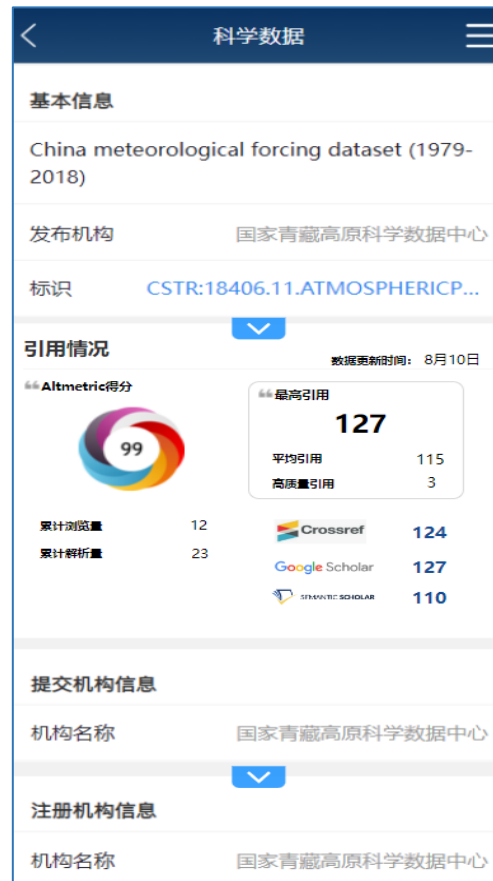 科学数据
基本信息
China meteorological forcing dataset (1979-
2018)
发布机构 国家青藏高原科学数据中心
标识 CSTR:18406.11.ATMOSPHERICP...
引用情况
数据更新时间： 8月10日
Altmetric得分
99
最高引用
127
平均引用 115
高质量引用 3
累计浏览量 12
累计解析量 23
Crossref 124
Google Scholar 127
SEMANTIC SCHOLAR 110
提交机构信息
机构名称 国家青藏高原科学数据中心
注册机构信息
机构名称 国家青藏高原科学数据中心